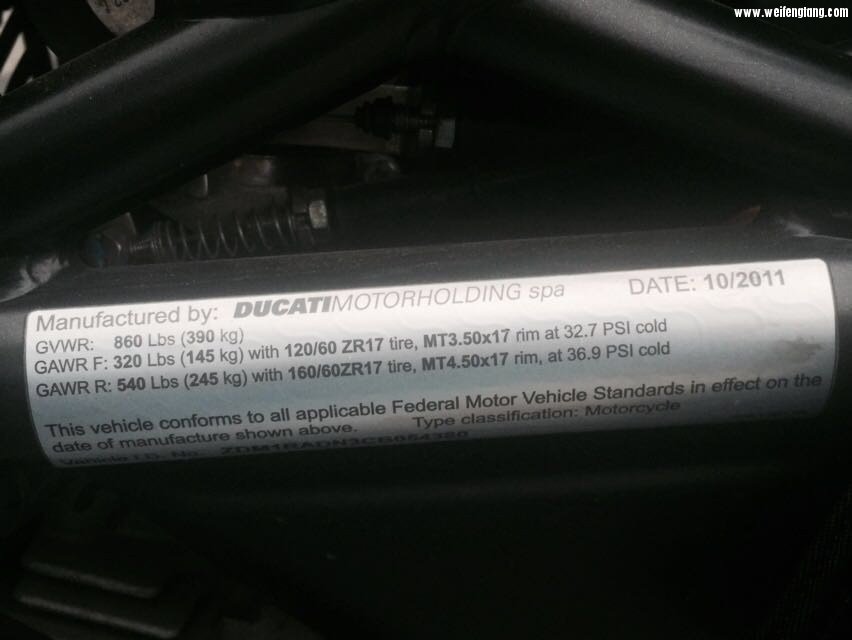 www.weifengtang.com
Manufactured by: DUCATIMOTORHOLDING spa DATE: 10/2011
GVWR: 860 Lbs (390 kg)
GAWR F: 320 Lbs (145 kg) with 120/60 ZR17 tire, MT3.50x17 rim at 32.7 PSI cold
GAWR R: 540 Lbs (245 kg) with 160/60ZR17 tire, MT4.50x17 rim, at 36.9 PSI cold
This vehicle conforms to all applicable Federal Motor Vehicle Standards in effect on the
date of manufacture shown above. Type classification: Motorcycle
Vehicle I.D. No.